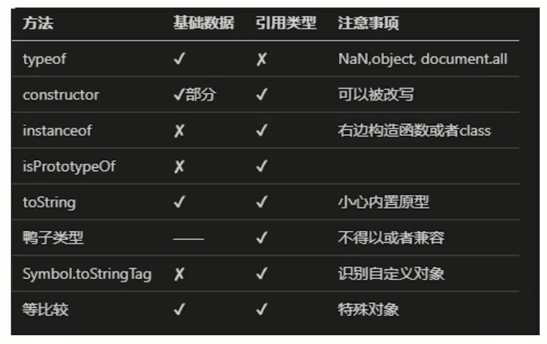 方法 基础数据 引用类型 注意事项
typeof ✓ ✗ NaN,object, document.all
constructor ✓部分 ✓ 可以被改写
instanceof ✗ ✓ 右边构造函数或者class
isPrototypeOf ✗ ✓
toString ✓ ✓ 小心内置原型
鸭子类型 —— ✓ 不得以或者兼容
Symbol.toStringTag ✗ ✓ 识别自定义对象
等比较 ✓ ✓ 特殊对象